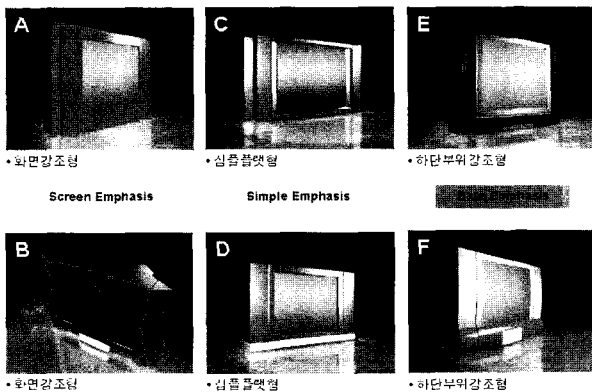 A
C
E
• 화면강조형
• 심플플랫형
• 하단부위강조형
Screen Emphasis
Simple Emphasis
Emphasis
B
D
F
• 화면강조형
• 심플플랫형
• 하단부위강조형